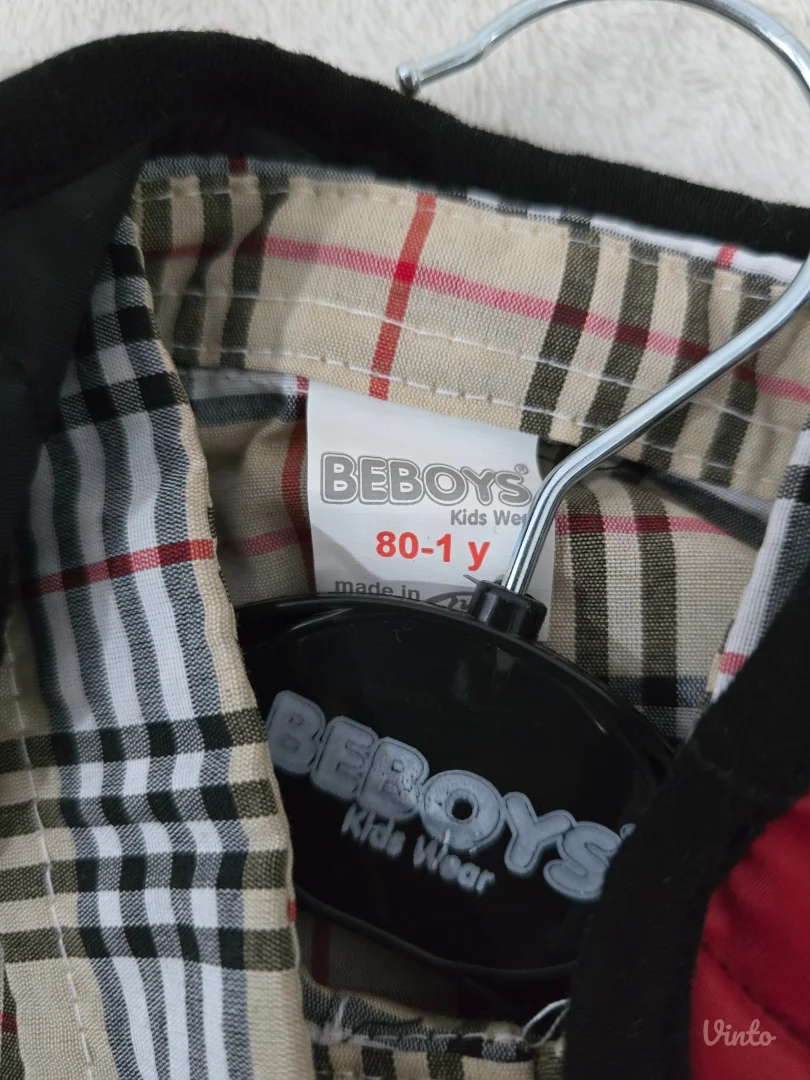 BEBOYS®
Kids Wear
80-1 y
made in
BEBOYS
Kids Wear
Vinto